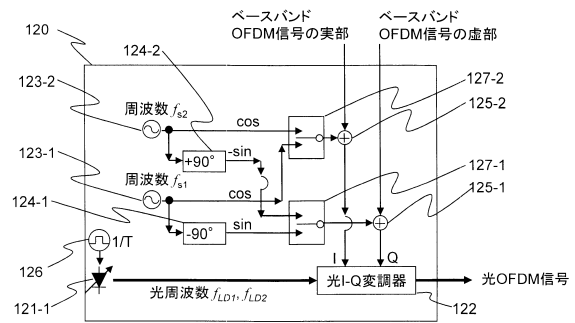 ベースバンド
OFDM信号の実部
ベースバンド
OFDM信号の虚部
120
124-2
123-2
127-2
125-2
周波数 fs2
cos
+90°
-sin
123-1
周波数 fs1
cos
127-1
125-1
124-1
-90°
sin
1/T
126
I
Q
121-1
光周波数 fLD1, fLD2
光I-Q変調器
光OFDM信号
122